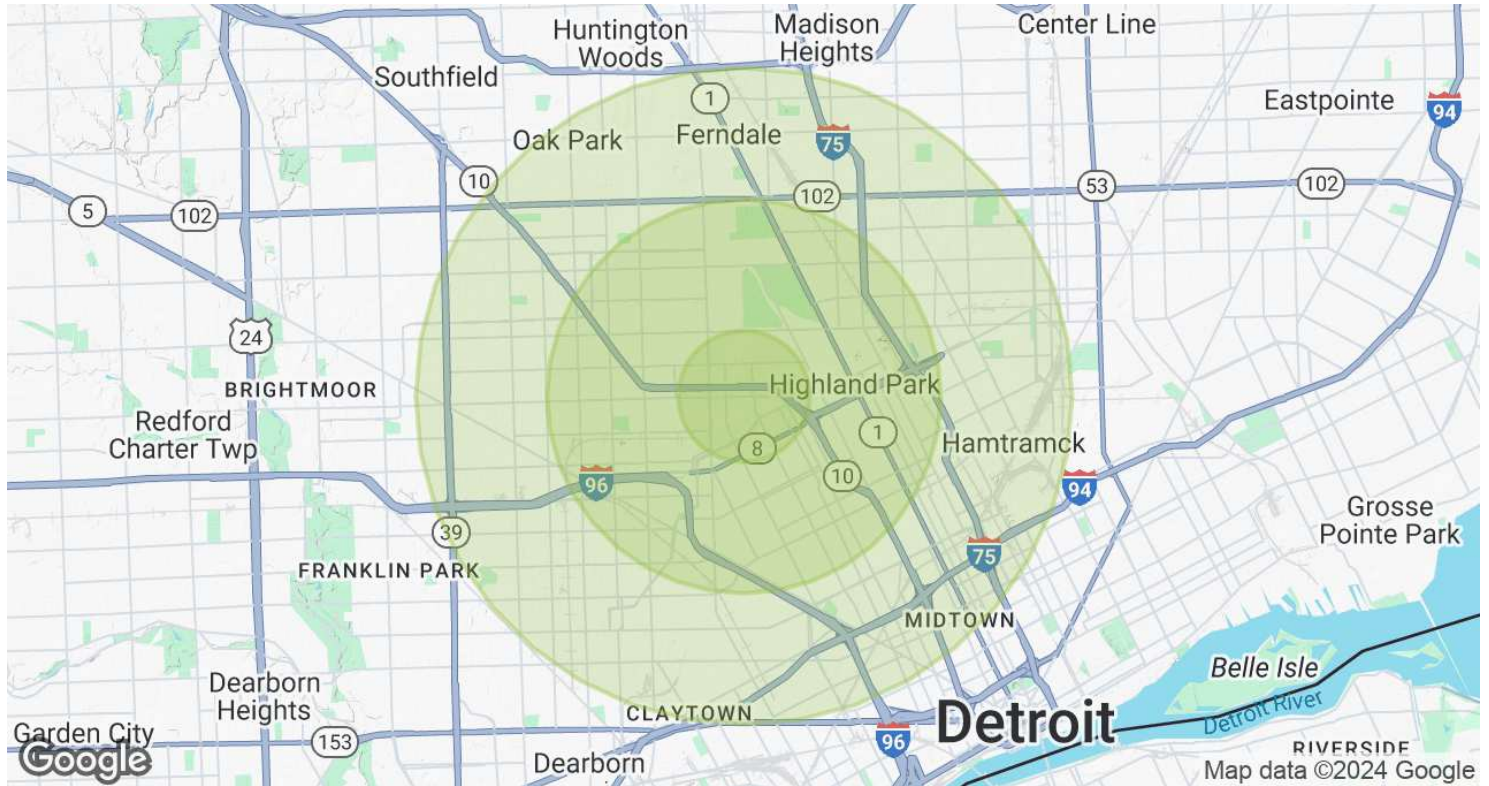 Huntington
Woods
Madison
Heights
Center Line
Southfield
1
Eastpointe
94
Oak Park
Ferndale
75
10
102
53
102
5
102
24
BRIGHTMOOR
Highland Park
Redford
Charter Twp
1
Hamtramck
8
96
10
94
39
Grosse
Pointe Park
FRANKLIN PARK
75
MIDTOWN
Belle Isle
Dearborn
Heights
CLAYTOWN
Detroit
Detroit River
Garden City
153
96
RIVERSIDE
Dearborn
Google
Map data ©2024 Google